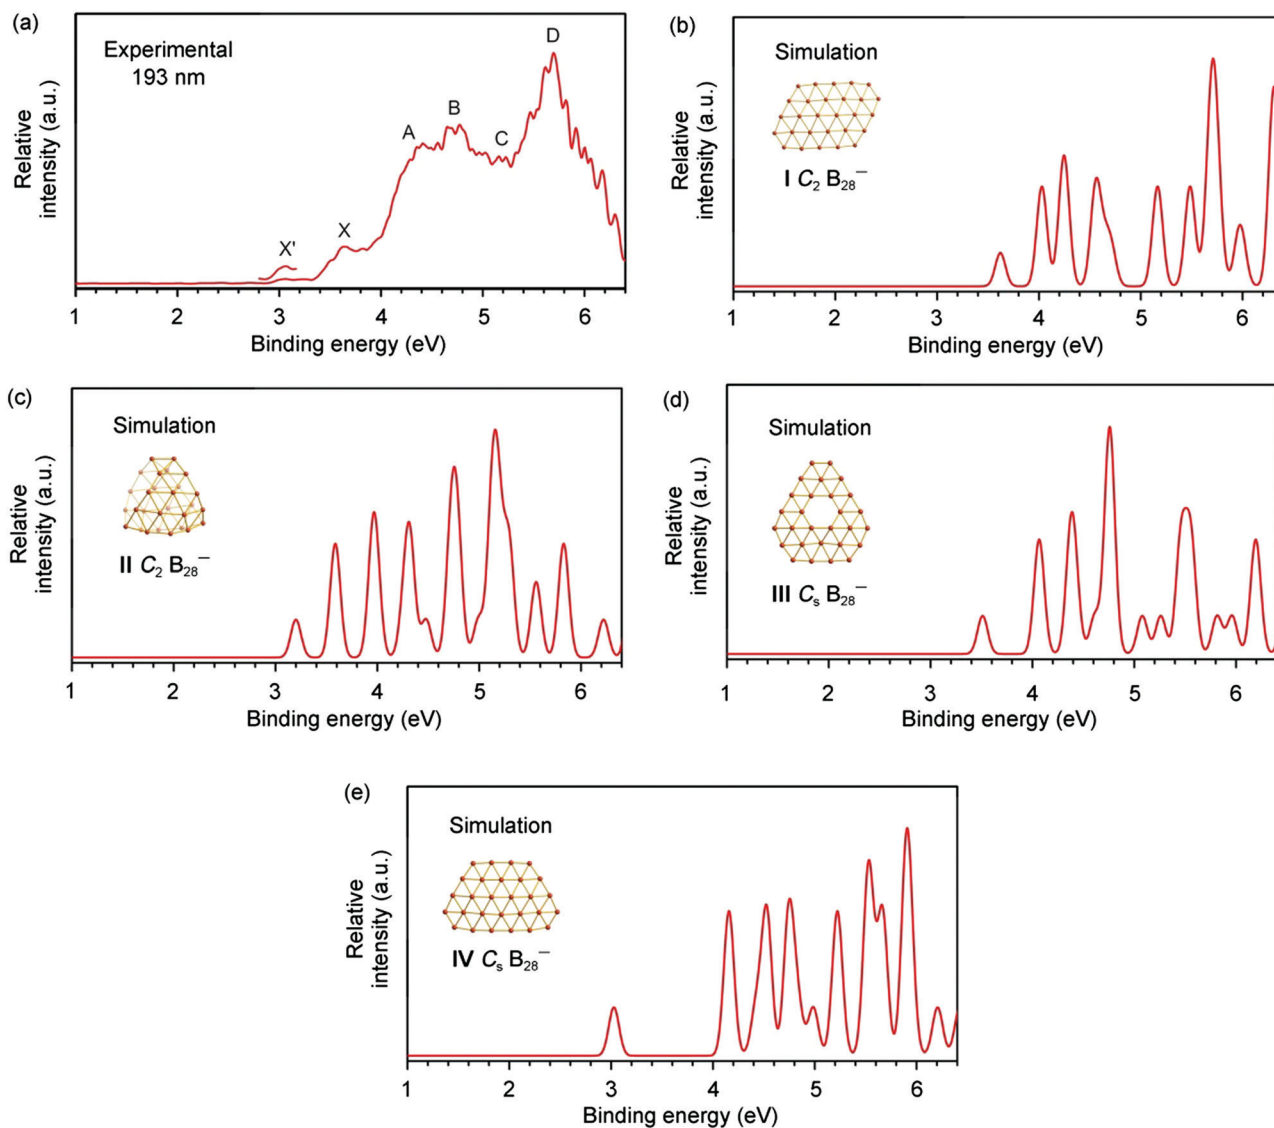 (a)
Experimental
193 nm
X'
X
A
B
C
D
Relative
intensity (a.u.)
1 2 3 4 5 6
Binding energy (eV)
(b)
Simulation
I C₂ B₂₈⁻
Relative
intensity (a.u.)
1 2 3 4 5 6
Binding energy (eV)
(c)
Simulation
II C₂ B₂₈⁻
Relative
intensity (a.u.)
1 2 3 4 5 6
Binding energy (eV)
(d)
Simulation
III Cₛ B₂₈⁻
Relative
intensity (a.u.)
1 2 3 4 5 6
Binding energy (eV)
(e)
Simulation
IV Cₛ B₂₈⁻
Relative
intensity (a.u.)
1 2 3 4 5 6
Binding energy (eV)